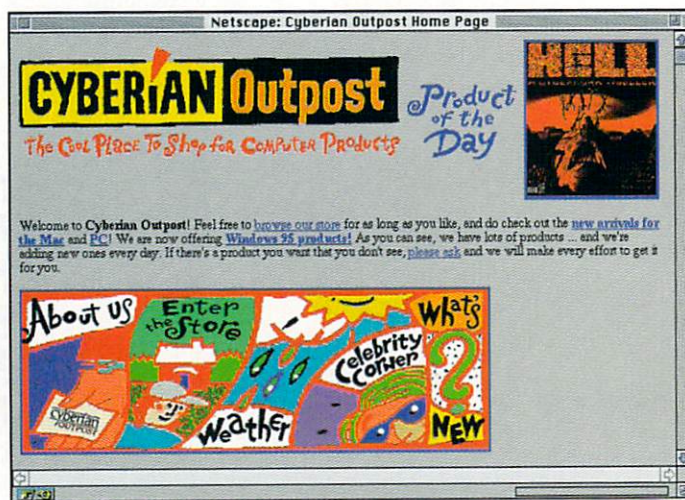 Netscape: Cyberian Outpost Home Page
CYBERiAN Outpost
The Cool Place To Shop for Computer Products
Product
of the
Day
HELL
Welcome to Cyberian Outpost! Feel free to browse our store for as long as you like, and do check out the new arrivals for
the Mac and PC! We are now offering Windows 95 products! As you can see, we have lots of products ... and we're
adding new ones every day. If there's a product you want that you don't see, please ask and we will make every effort to get it
for you.
About us
Enter
the Store
Weather
Celebrity
Corner
What's
?
NEW
cyberian
OUTPOST